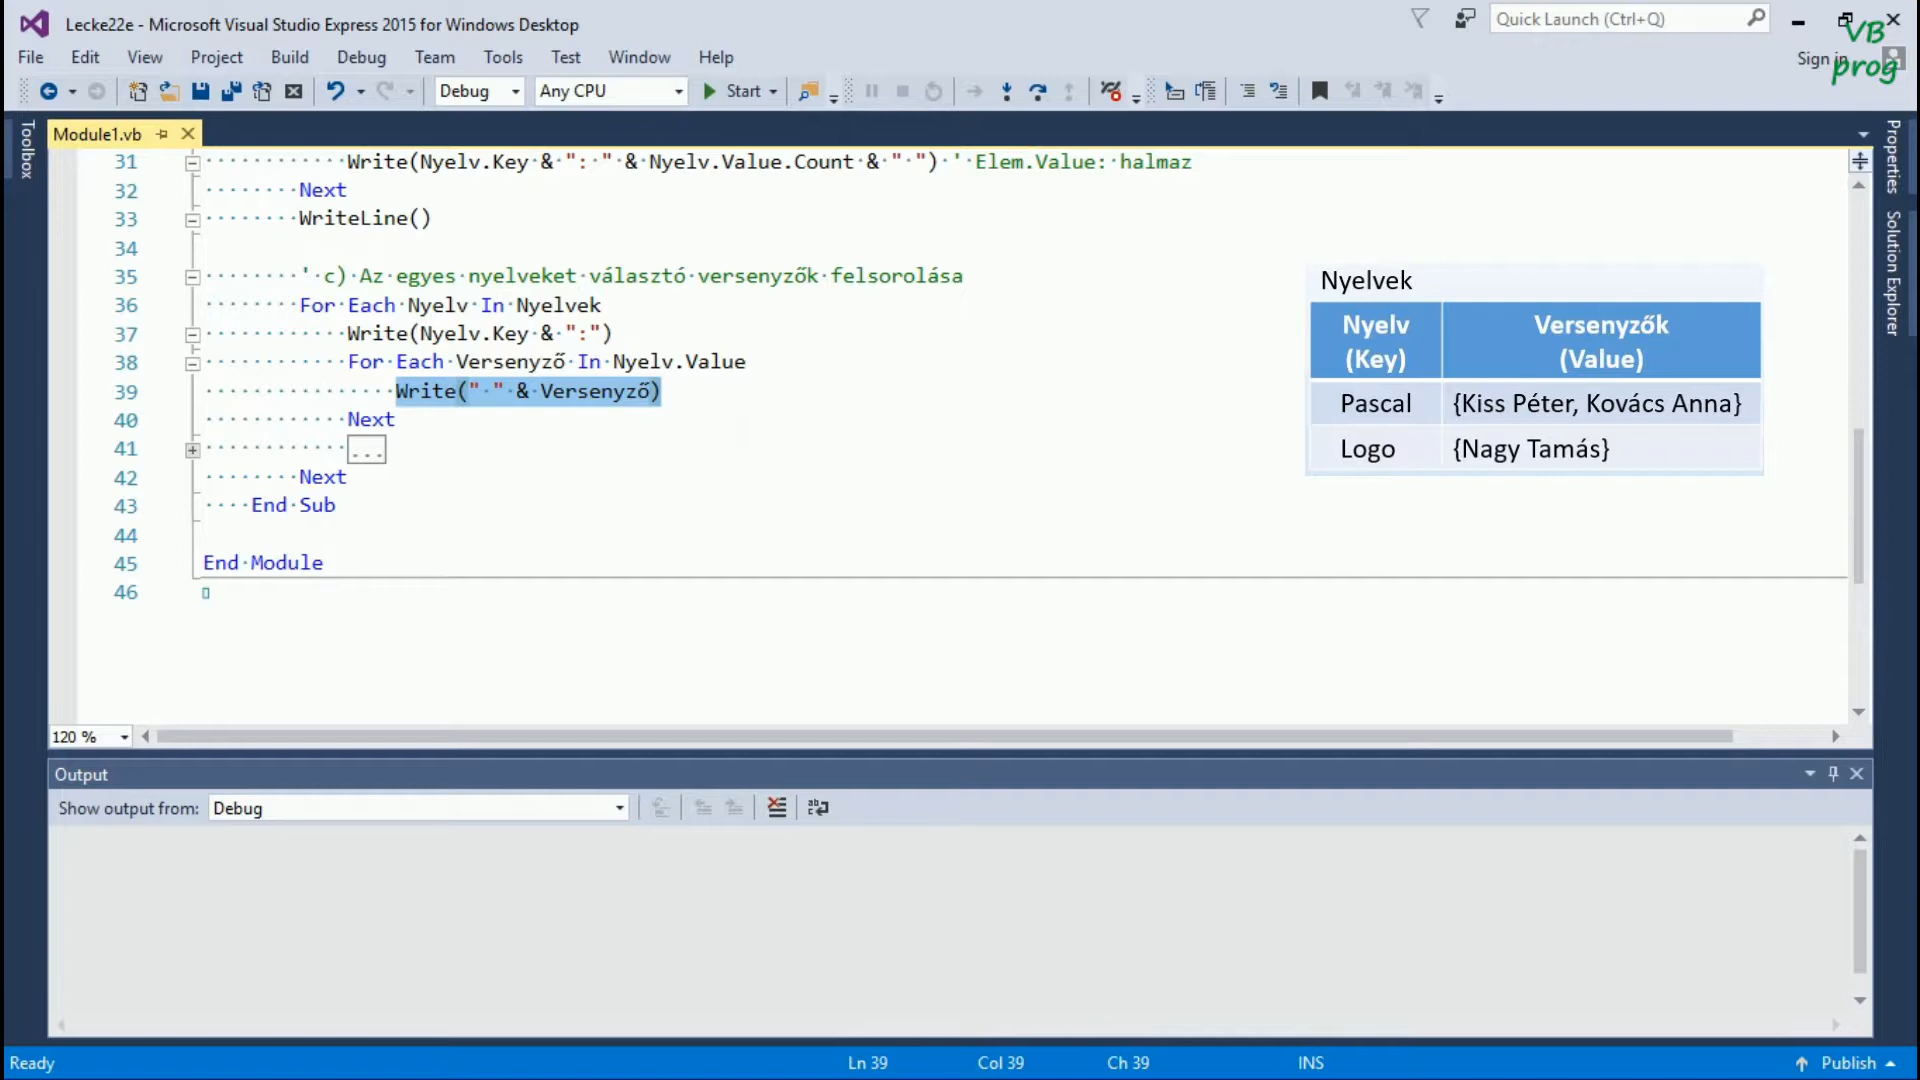 Lecke22e - Microsoft Visual Studio Express 2015 for Windows Desktop
Quick Launch (Ctrl+Q)
VB
prog
File Edit View Project Build Debug Team Tools Test Window Help
Sign in
Debug Any CPU Start
Toolbox
Module1.vb
Properties
Solution Explorer
31 Write(Nyelv.Key & ": " & Nyelv.Value.Count & " ") ' Elem.Value: halmaz
32 Next
33 WriteLine()
34
35 ' c) Az egyes nyelveket választó versenyzők felsorolása
36 For Each Nyelv In Nyelvek
37 Write(Nyelv.Key & ":")
38 For Each Versenyző In Nyelv.Value
39 Write(" " & Versenyző)
40 Next
41 ...
42 Next
43 End Sub
44
45 End Module
46
Nyelvek
Nyelv (Key) Versenyzők (Value)
Pascal {Kiss Péter, Kovács Anna}
Logo {Nagy Tamás}
120 %
Output
Show output from: Debug
Ready Ln 39 Col 39 Ch 39 INS Publish